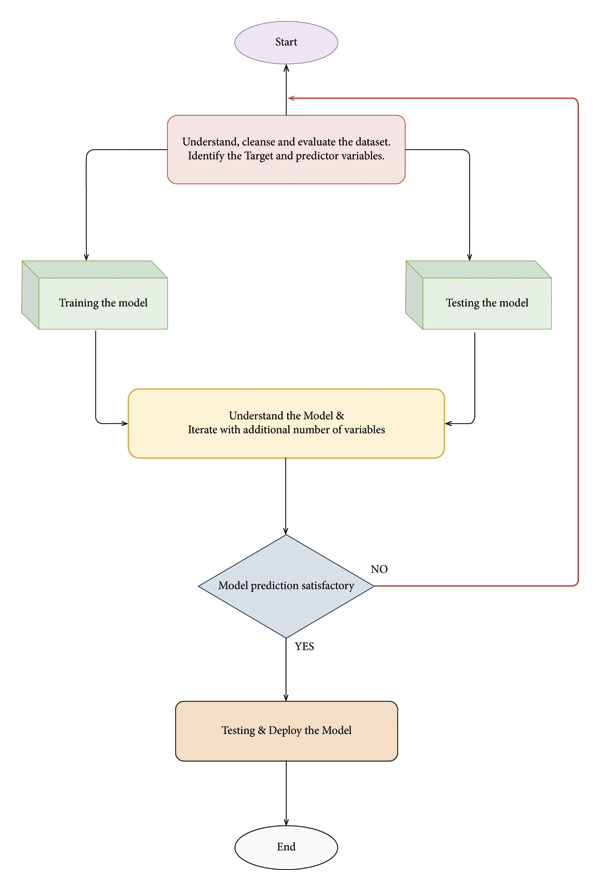 Start
Understand, cleanse and evaluate the dataset.
Identify the Target and predictor variables.
Training the model
Testing the model
Understand the Model &
Iterate with additional number of variables
NO
Model prediction satisfactory
YES
Testing & Deploy the Model
End